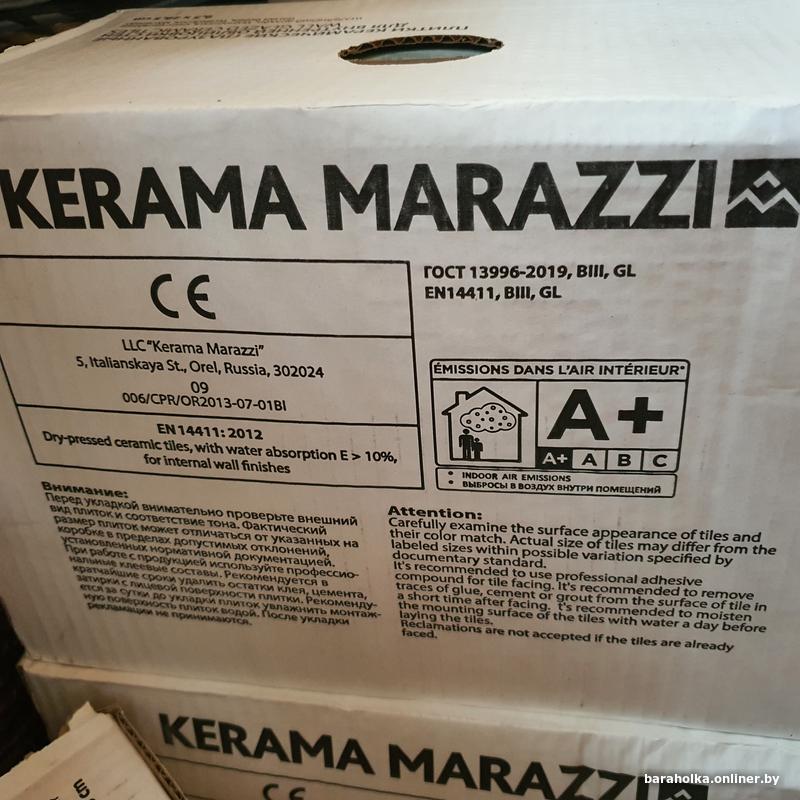 KERAMA MARAZZI
CE
ГОСТ 13996-2019, BIII, GL
EN14411, BIII, GL
LLC "Kerama Marazzi"
5, Italianskaya St., Orel, Russia, 302024
09
006/CPR/OR2013-07-01BI
EN 14411: 2012
Dry-pressed ceramic tiles, with water absorption E > 10%,
for internal wall finishes
ÉMISSIONS DANS L'AIR INTÉRIEUR*
A+
A+ A B C
* INDOOR AIR EMISSIONS
* ВЫБРОСЫ В ВОЗДУХ ВНУТРИ ПОМЕЩЕНИЙ
Внимание:
Перед укладкой внимательно проверьте внешний
вид плиток и соответствие тона. Фактический
размер плиток может отличаться от указанных на
коробке в пределах допустимых отклонений,
установленных нормативной документацией.
При работе с продукцией используйте профессио-
нальные клеевые составы. Рекомендуется в
кратчайшие сроки удалить остатки клея, цемента,
затирки с лицевой поверхности плитки. Рекоменду-
ется за сутки до укладки плиток увлажнить монтаж-
ную поверхность плиток водой. После укладки
рекламации не принимаются.
Attention:
Carefully examine the surface appearance of tiles and
their color match. Actual size of tiles may differ from the
labeled sizes within possible variation specified by
documentary standard.
It's recommended to use professional adhesive
compound for tile facing. It's recommended to remove
traces of glue, cement or grout from the surface of tile in
a short time after facing. It's recommended to moisten
the mounting surface of the tiles with water a day before
laying the tiles.
Reclamations are not accepted if the tiles are already
faced.
KERAMA MARAZZI
CE
baraholka.onliner.by